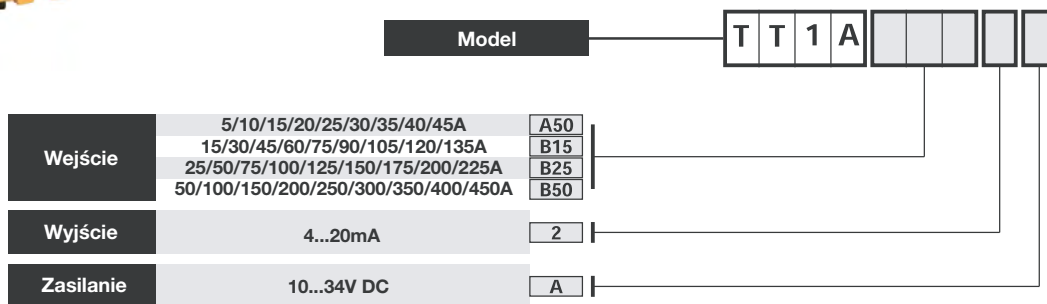 Model T T 1 A
5/10/15/20/25/30/35/40/45A A50
Wejście 15/30/45/60/75/90/105/120/135A B15
25/50/75/100/125/150/175/200/225A B25
50/100/150/200/250/300/350/400/450A B50
Wyjście 4...20mA 2
Zasilanie 10...34V DC A